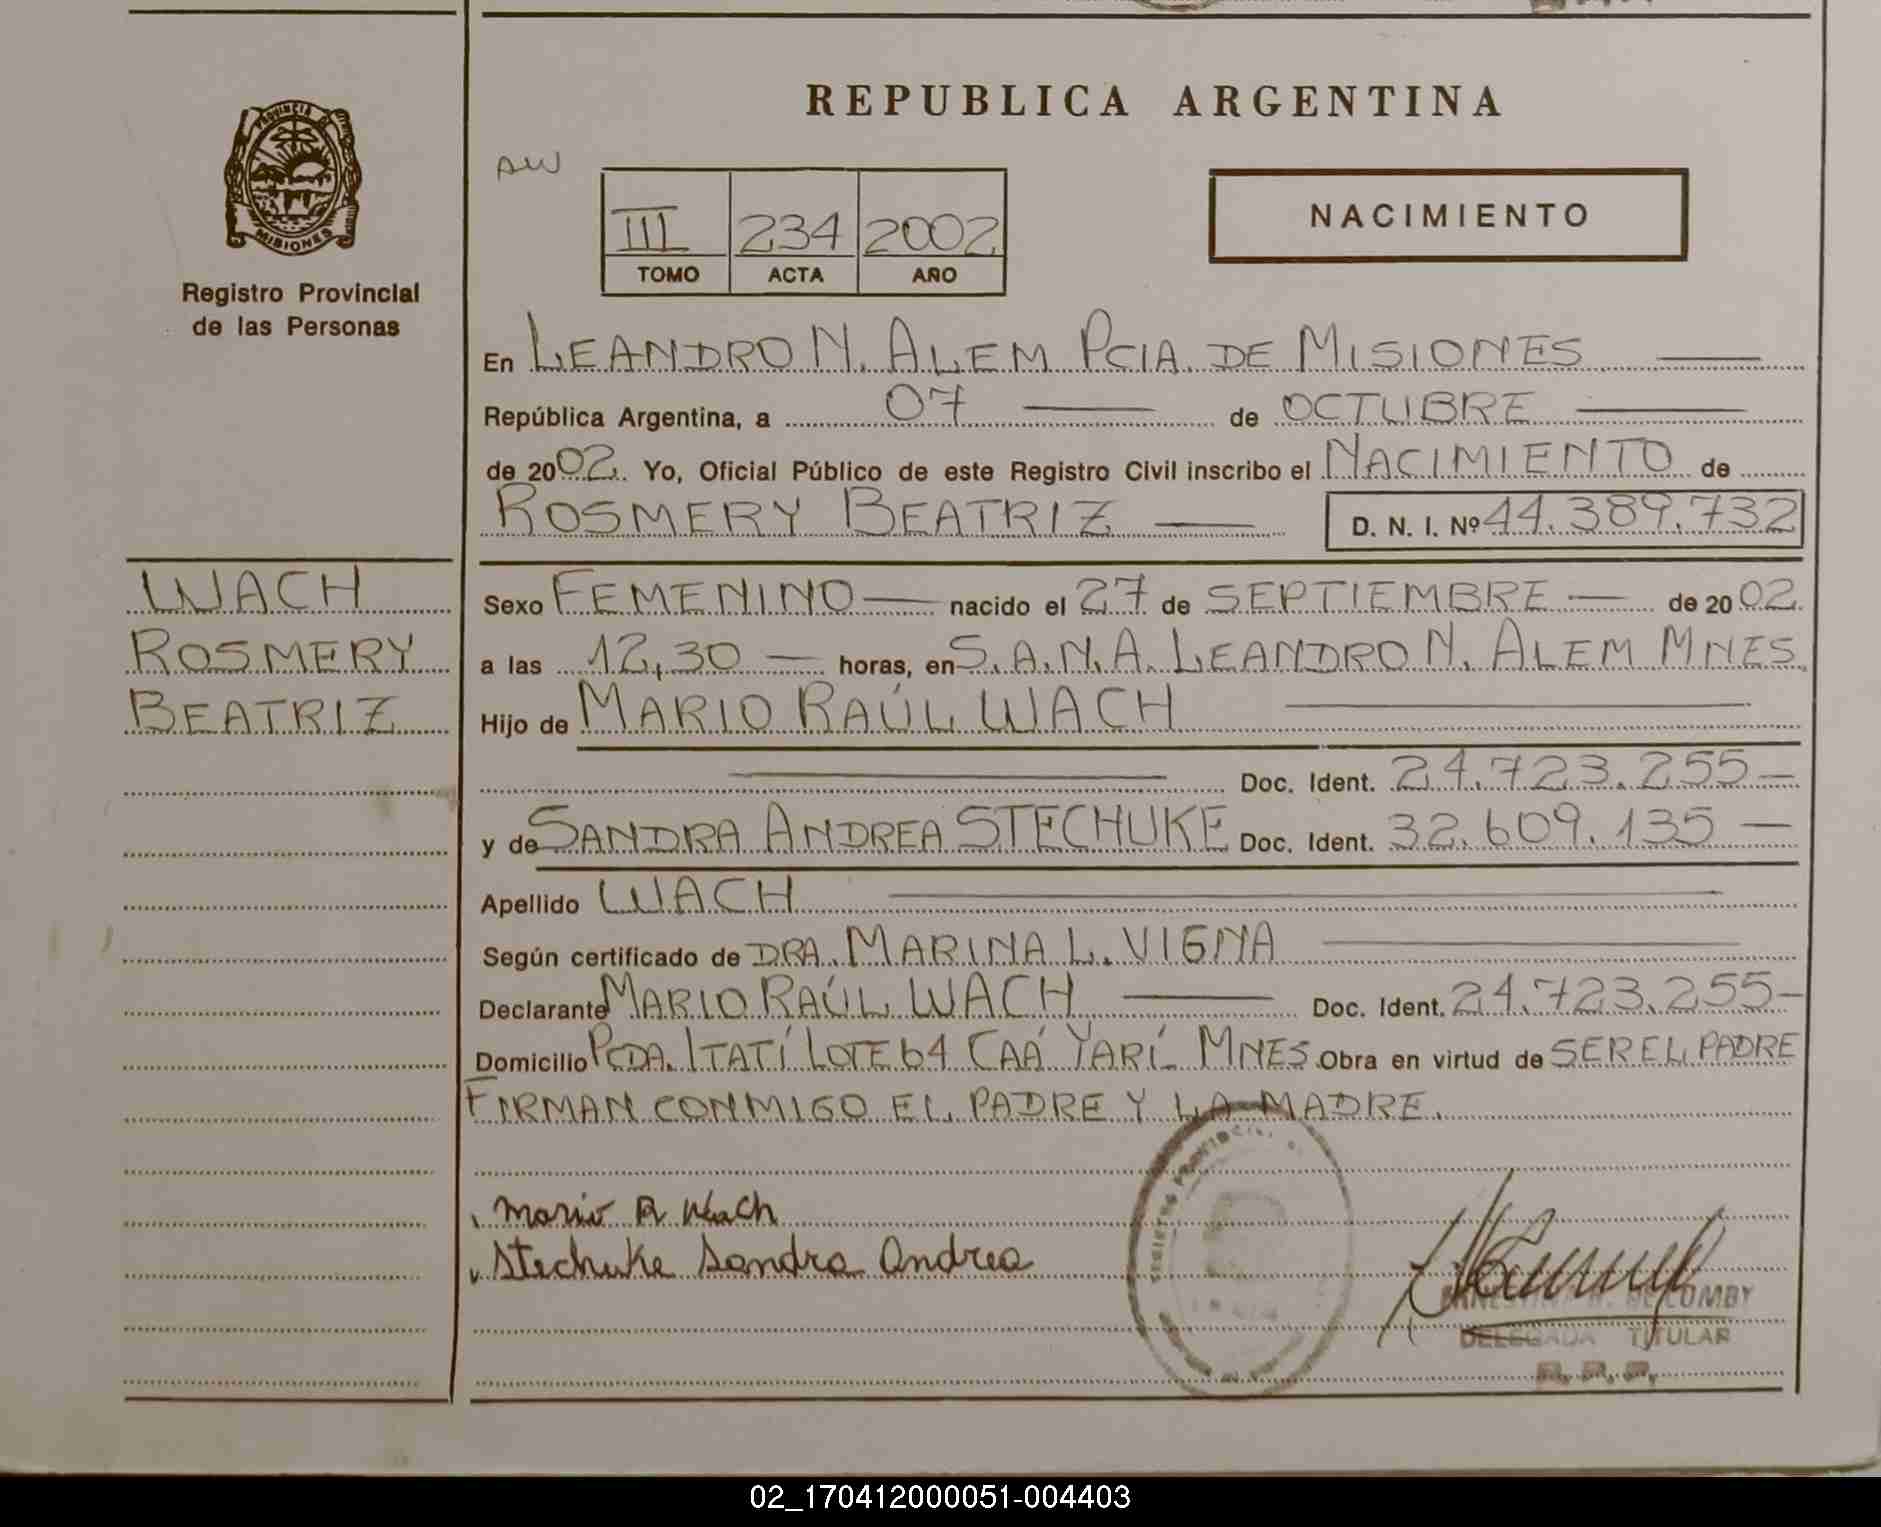 REPUBLICA ARGENTINA
PROVINCIA DE
MISIONES
Registro Provincial
de las Personas
AW
III 234 2002
TOMO ACTA AÑO
NACIMIENTO
En LEANDRO N. ALEM PCIA. DE MISIONES
República Argentina, a 07 de OCTUBRE
de 2002. Yo, Oficial Público de este Registro Civil inscribo el NACIMIENTO de
ROSMERY BEATRIZ D. N. I. Nº 44.389.732
WACH
ROSMERY
BEATRIZ
Sexo FEMENINO nacido el 27 de SEPTIEMBRE de 2002.
a las 12,30 horas, en S.A.M.A. LEANDRO N. ALEM MNES.
Hijo de MARIO RAÚL WACH
Doc. Ident. 24.723.255
y de SANDRA ANDREA STECHUKE Doc. Ident. 32.609.135
Apellido WACH
Según certificado de DRA. MARINA L. VIGNA
Declarante MARIO RAÚL WACH Doc. Ident. 24.723.255
Domicilio PCDA. ITATÍ LOTE 64 CAÁ YARÍ MNES. Obra en virtud de SER EL PADRE
FIRMAN CONMIGO EL PADRE Y LA MADRE.
Mario R Wach
Stechuke Sandra Andrea
DELEGADA TITULAR
R.P.P.
02_170412000051-004403